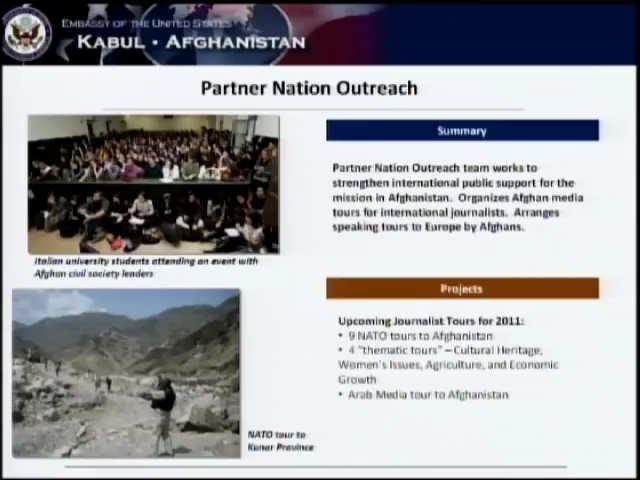 EMBASSY OF THE UNITED STATES
KABUL • AFGHANISTAN
Partner Nation Outreach
Summary
Partner Nation Outreach team works to
strengthen international public support for the
mission in Afghanistan. Organizes Afghan media
tours for international journalists. Arranges
speaking tours to Europe by Afghans.
Italian university students attending an event with
Afghan civil society leaders
Projects
Upcoming Journalist Tours for 2011:
• 9 NATO tours to Afghanistan
• 4 "thematic tours" – Cultural Heritage,
Women's Issues, Agriculture, and Economic
Growth
• Arab Media tour to Afghanistan
NATO tour to
Kunar Province